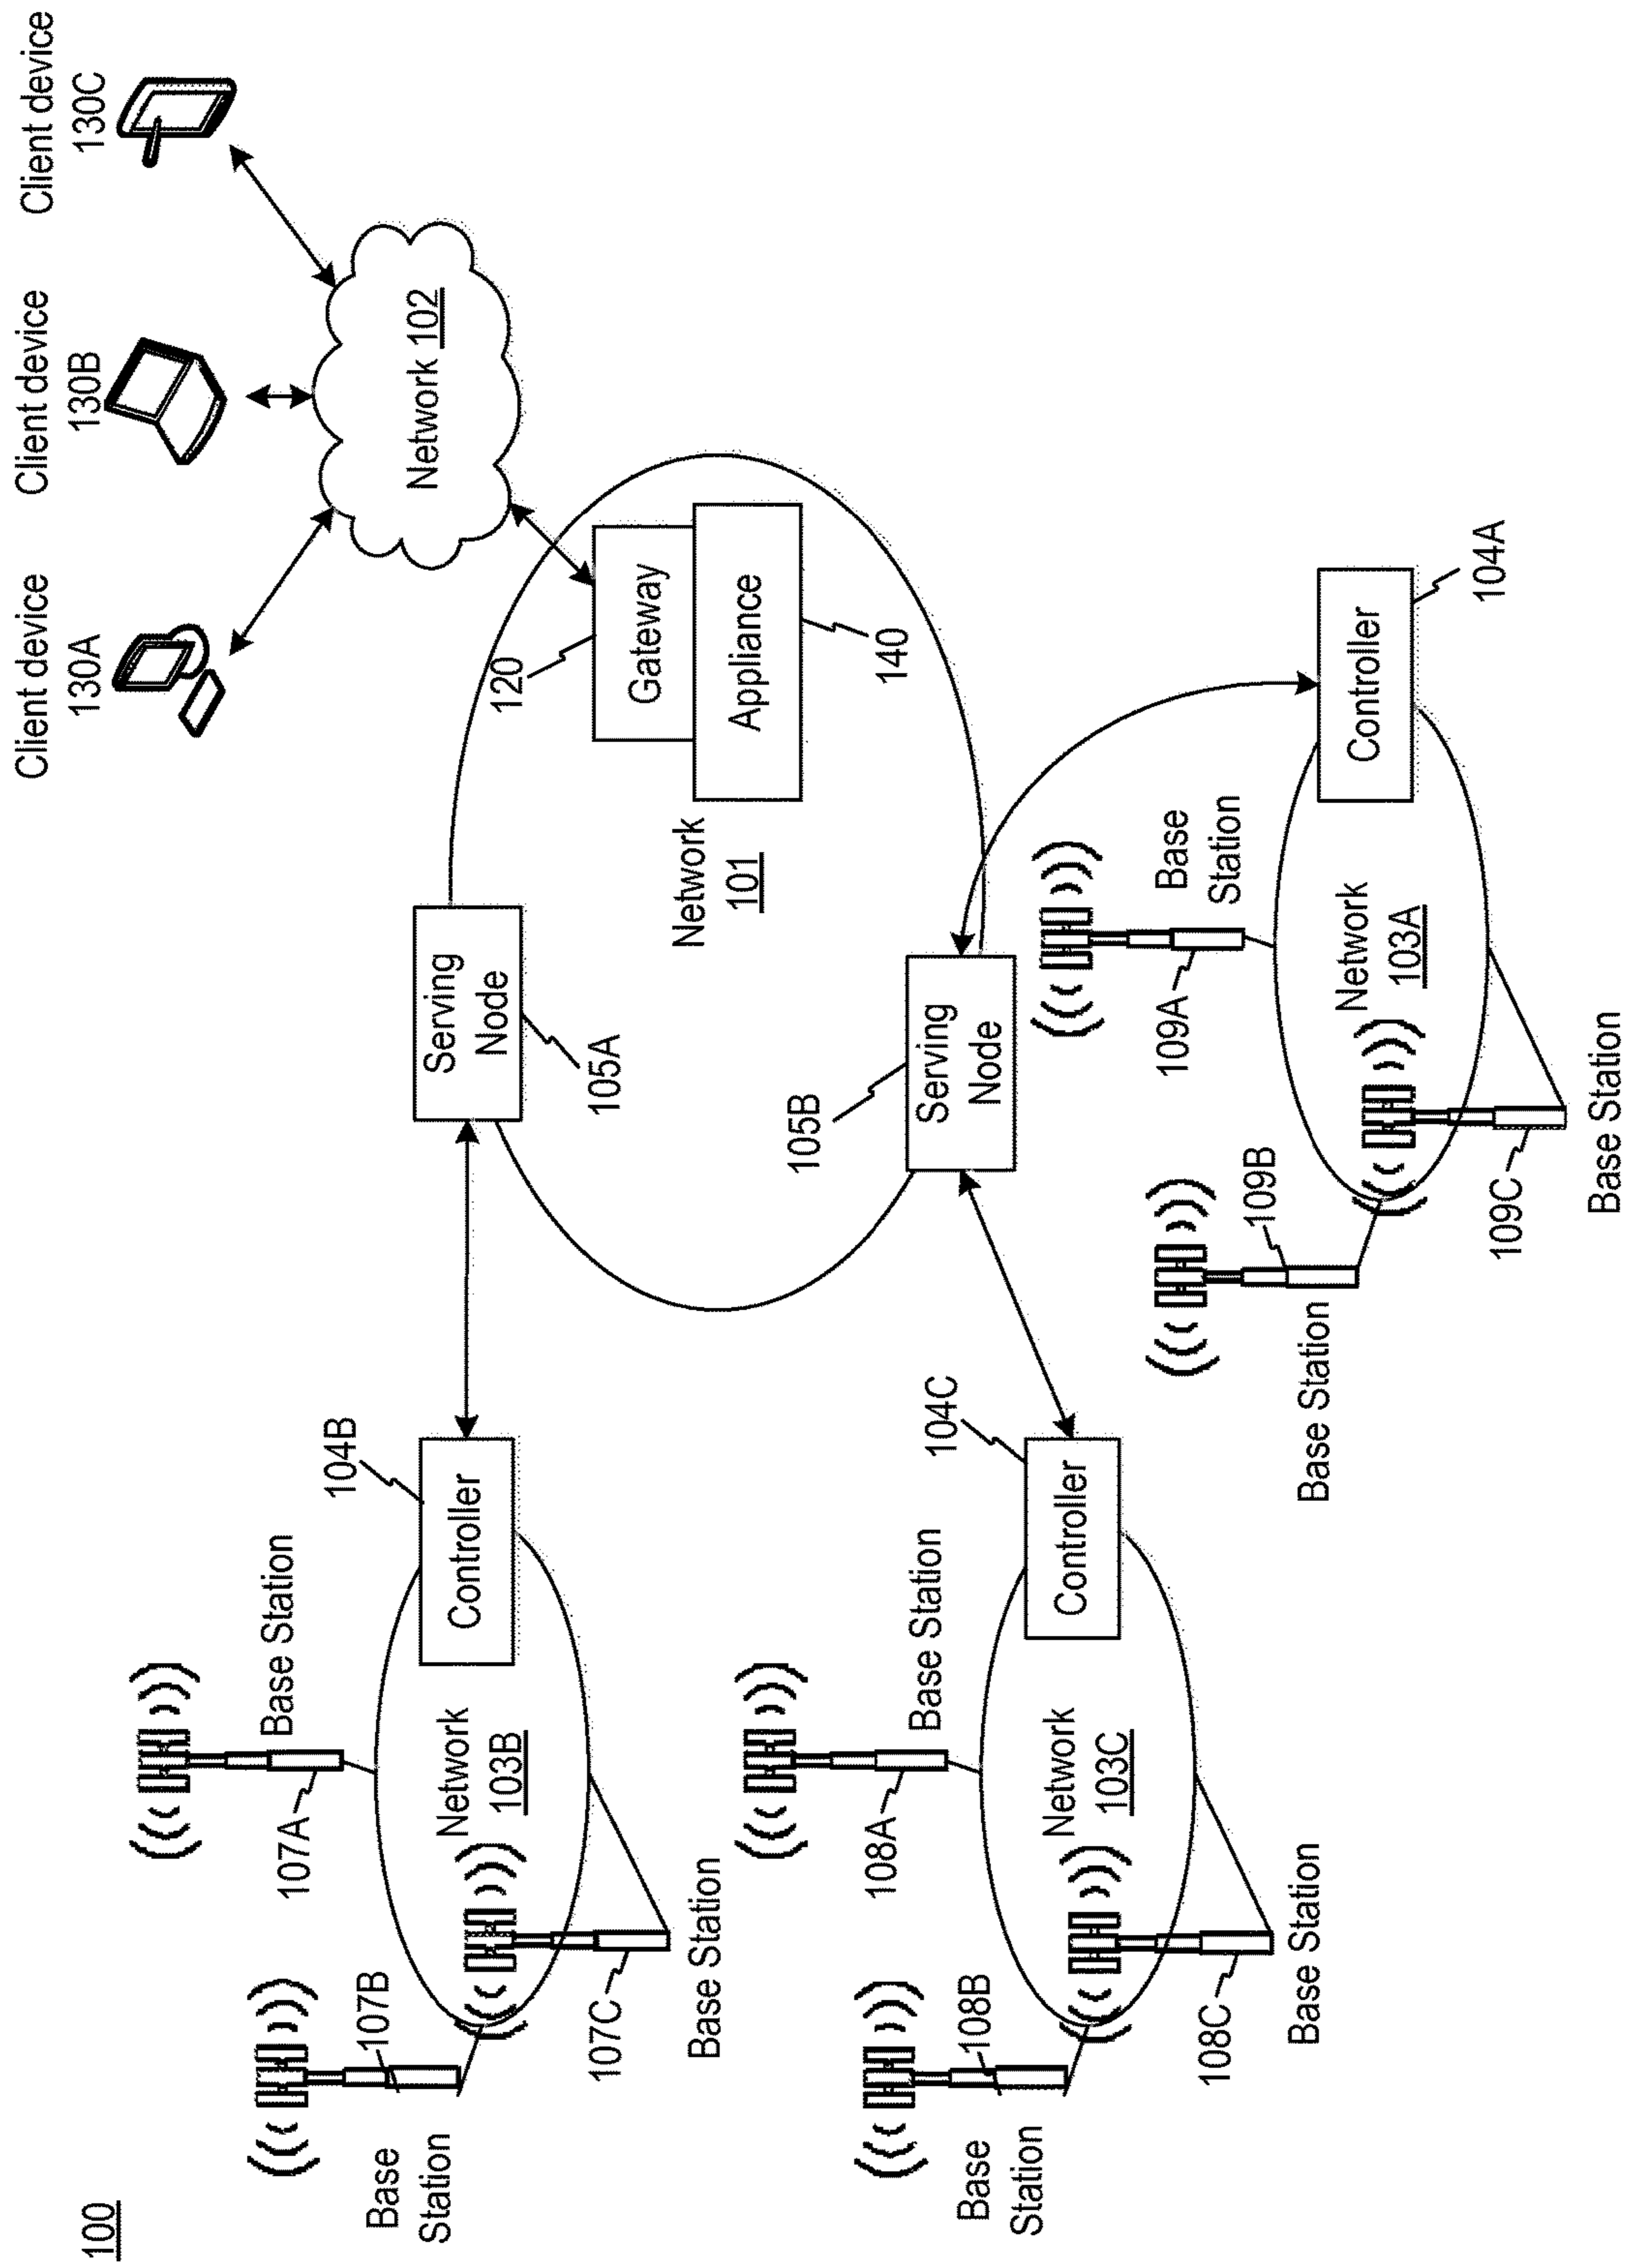 100
Client device
130A
Client device
130B
Client device
130C
Network 102
120
Gateway
Appliance
140
Network
101
Serving
Node
105A
105B
Serving
Node
104B
Controller
Base Station
107A
Network
103B
107B
Base
Station
107C
Base Station
104C
Controller
Base Station
108A
Network
103C
108B
Base
Station
108C
Base Station
Controller
104A
Base
Station
109A
Network
103A
109B
Base Station
109C
Base Station